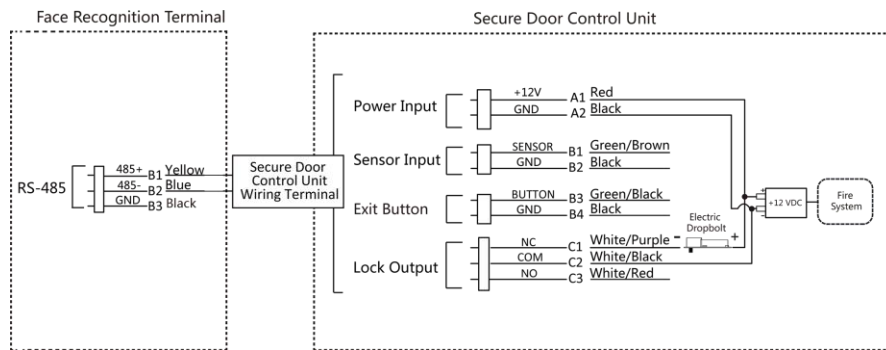 Face Recognition Terminal
Secure Door Control Unit
RS-485
485+ B1 Yellow
485- B2 Blue
GND B3 Black
Secure Door
Control Unit
Wiring Terminal
Power Input
+12V A1 Red
GND A2 Black
Sensor Input
SENSOR B1 Green/Brown
GND B2 Black
Exit Button
BUTTON B3 Green/Black
GND B4 Black
Lock Output
NC C1 White/Purple
COM C2 White/Black
NO C3 White/Red
Electric
Dropbolt
- +
+
+12 VDC
-
Fire
System